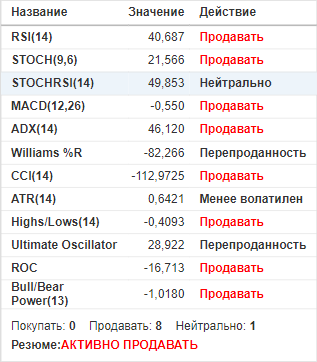 Название Значение Действие
RSI(14) 40,687 Продавать
STOCH(9,6) 21,566 Продавать
STOCHRSI(14) 49,853 Нейтрально
MACD(12,26) -0,550 Продавать
ADX(14) 46,120 Продавать
Williams %R -82,266 Перепроданность
CCI(14) -112,9725 Продавать
ATR(14) 0,6421 Менее волатилен
Highs/Lows(14) -0,4093 Продавать
Ultimate Oscillator 28,922 Перепроданность
ROC -16,713 Продавать
Bull/Bear
Power(13) -1,0180 Продавать
Покупать: 0 Продавать: 8 Нейтрально: 1
Резюме:АКТИВНО ПРОДАВАТЬ